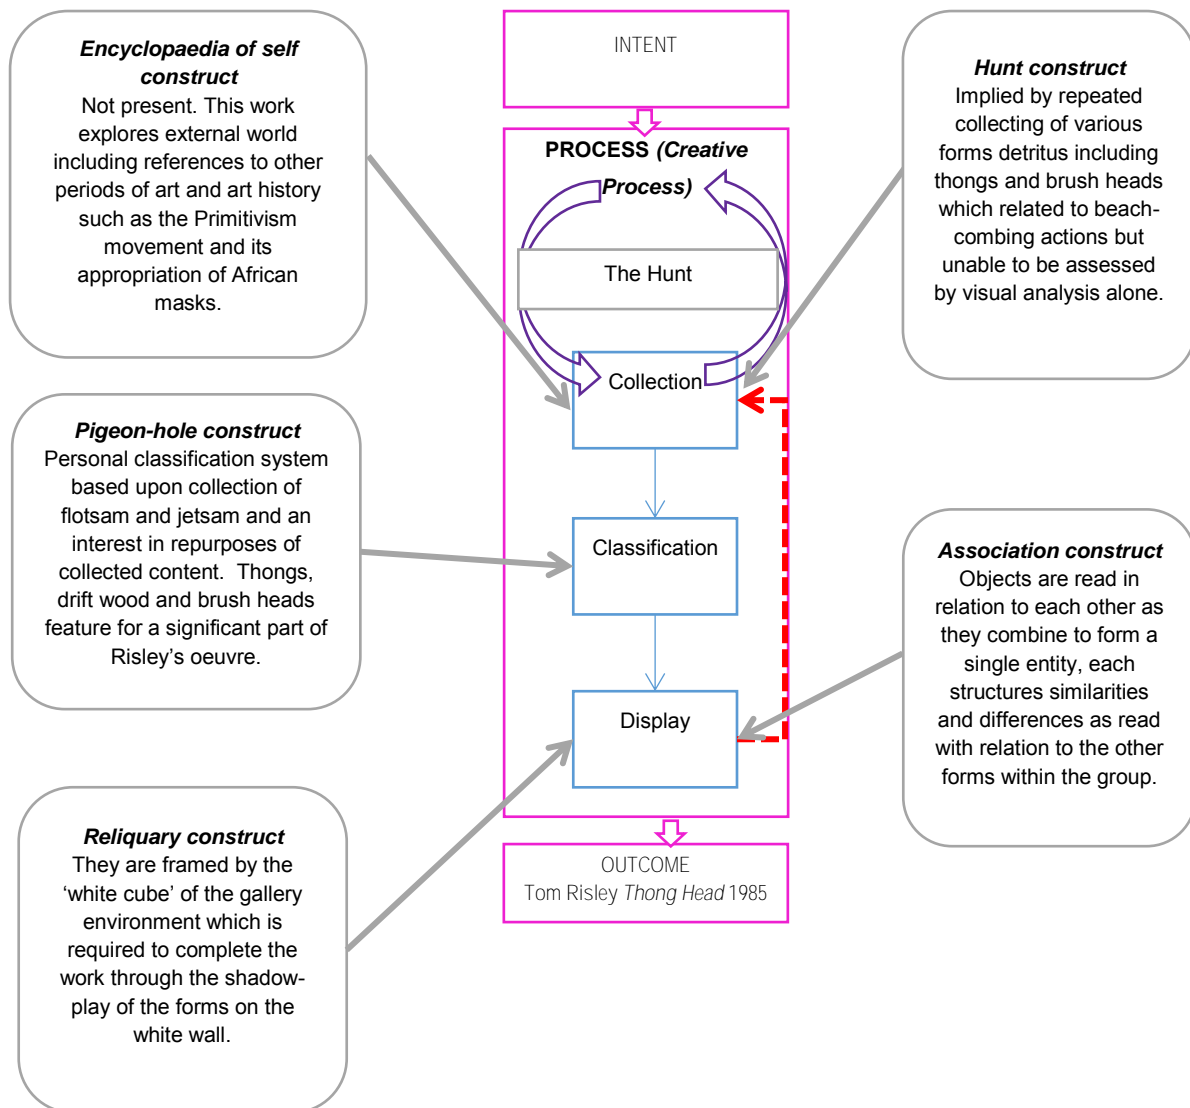 Encyclopaedia of self
construct
Not present. This work
explores external world
including references to other
periods of art and art history
such as the Primitivism
movement and its
appropriation of African
masks.
Pigeon-hole construct
Personal classification system
based upon collection of
flotsam and jetsam and an
interest in repurposes of
collected content. Thongs,
drift wood and brush heads
feature for a significant part of
Risley’s oeuvre.
Reliquary construct
They are framed by the
‘white cube’ of the gallery
environment which is
required to complete the
work through the shadow-
play of the forms on the
white wall.
INTENT
PROCESS (Creative
Process)
The Hunt
Collection
Classification
Display
OUTCOME
Tom Risley Thong Head 1985
Hunt construct
Implied by repeated
collecting of various
forms detritus including
thongs and brush heads
which related to beach-
combing actions but
unable to be assessed
by visual analysis alone.
Association construct
Objects are read in
relation to each other as
they combine to form a
single entity, each
structures similarities
and differences as read
with relation to the other
forms within the group.